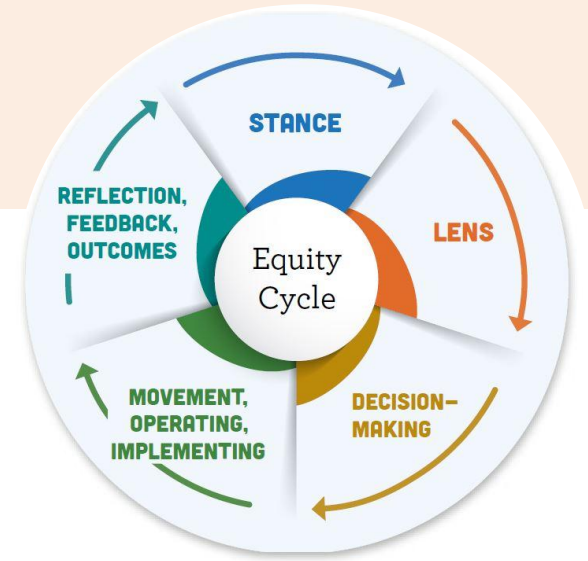 STANCE
LENS
DECISION-
MAKING
MOVEMENT,
OPERATING,
IMPLEMENTING
REFLECTION,
FEEDBACK,
OUTCOMES
Equity
Cycle